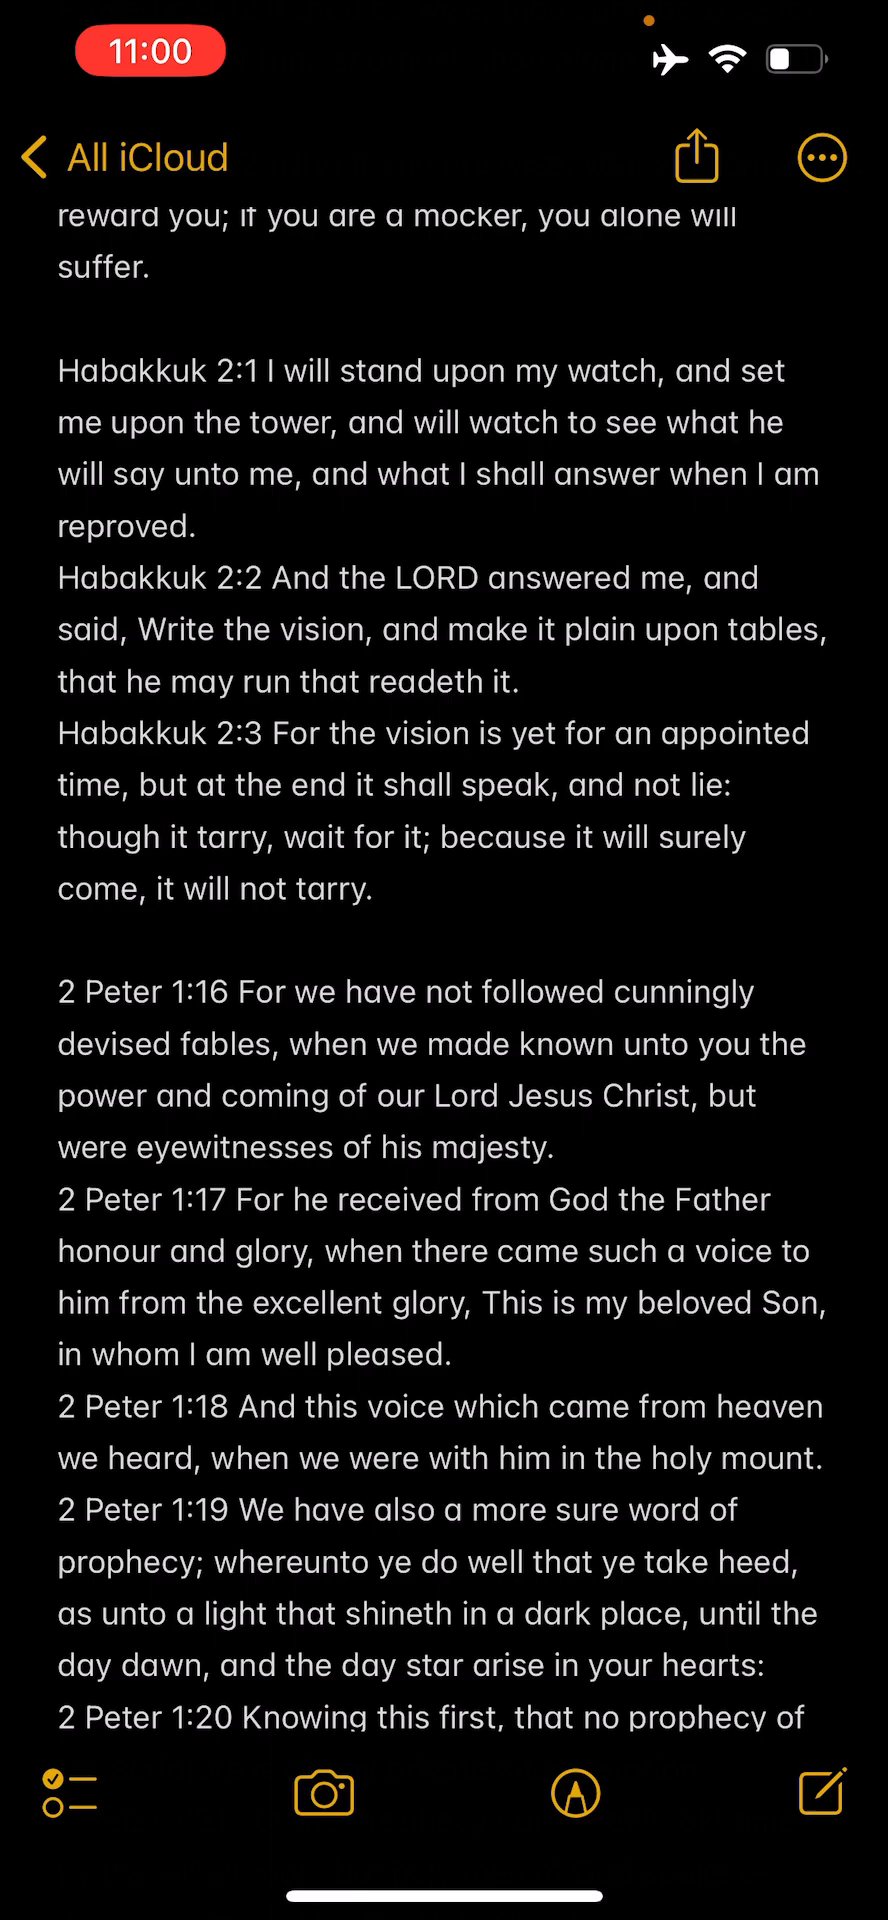 11:00
All iCloud
reward you; if you are a mocker, you alone will
suffer.
Habakkuk 2:1 I will stand upon my watch, and set
me upon the tower, and will watch to see what he
will say unto me, and what I shall answer when I am
reproved.
Habakkuk 2:2 And the LORD answered me, and
said, Write the vision, and make it plain upon tables,
that he may run that readeth it.
Habakkuk 2:3 For the vision is yet for an appointed
time, but at the end it shall speak, and not lie:
though it tarry, wait for it; because it will surely
come, it will not tarry.
2 Peter 1:16 For we have not followed cunningly
devised fables, when we made known unto you the
power and coming of our Lord Jesus Christ, but
were eyewitnesses of his majesty.
2 Peter 1:17 For he received from God the Father
honour and glory, when there came such a voice to
him from the excellent glory, This is my beloved Son,
in whom I am well pleased.
2 Peter 1:18 And this voice which came from heaven
we heard, when we were with him in the holy mount.
2 Peter 1:19 We have also a more sure word of
prophecy; whereunto ye do well that ye take heed,
as unto a light that shineth in a dark place, until the
day dawn, and the day star arise in your hearts:
2 Peter 1:20 Knowing this first, that no prophecy of